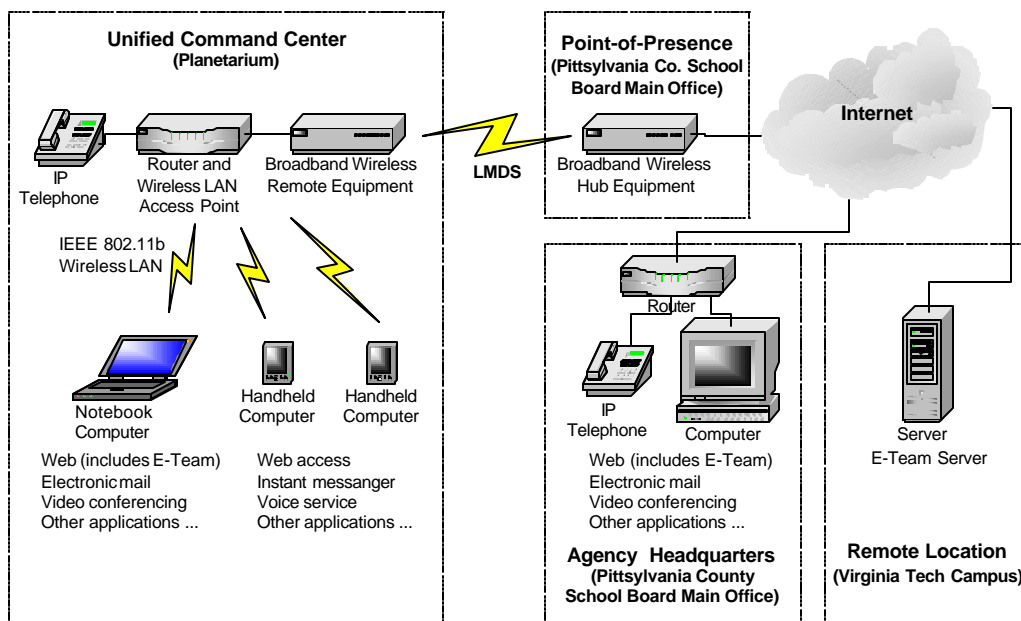 Unified Command Center
(Planetarium)
IP
Telephone
Router and
Wireless LAN
Access Point
Broadband Wireless
Remote Equipment
IEEE 802.11b
Wireless LAN
Notebook
Computer
Handheld
Computer
Handheld
Computer
Web (includes E-Team)
Electronic mail
Video conferencing
Other applications ...
Web access
Instant messanger
Voice service
Other applications ...
LMDS
Point-of-Presence
(Pittsylvania Co. School
Board Main Office)
Broadband Wireless
Hub Equipment
Internet
Router
IP
Telephone
Computer
Web (includes E-Team)
Electronic mail
Video conferencing
Other applications ...
Agency Headquarters
(Pittsylvania County
School Board Main Office)
Server
E-Team Server
Remote Location
(Virginia Tech Campus)